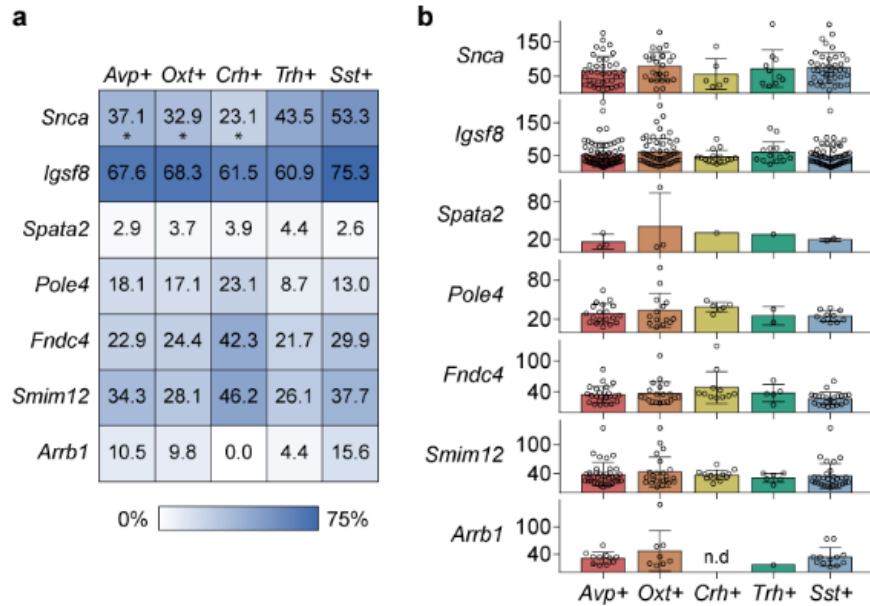 a
Avp+ Oxt+ Crh+ Trh+ Sst+
Snca 37.1 32.9 23.1 43.5 53.3
* * *
Igsf8 67.6 68.3 61.5 60.9 75.3
Spata2 2.9 3.7 3.9 4.4 2.6
Pole4 18.1 17.1 23.1 8.7 13.0
Fndc4 22.9 24.4 42.3 21.7 29.9
Smim12 34.3 28.1 46.2 26.1 37.7
Arrb1 10.5 9.8 0.0 4.4 15.6
0% 75%
b
Snca 150
50
Igsf8 150
50
Spata2 80
20
Pole4 80
20
Fndc4 100
40
Smim12 100
40
Arrb1 100
40
n.d
Avp+ Oxt+ Crh+ Trh+ Sst+